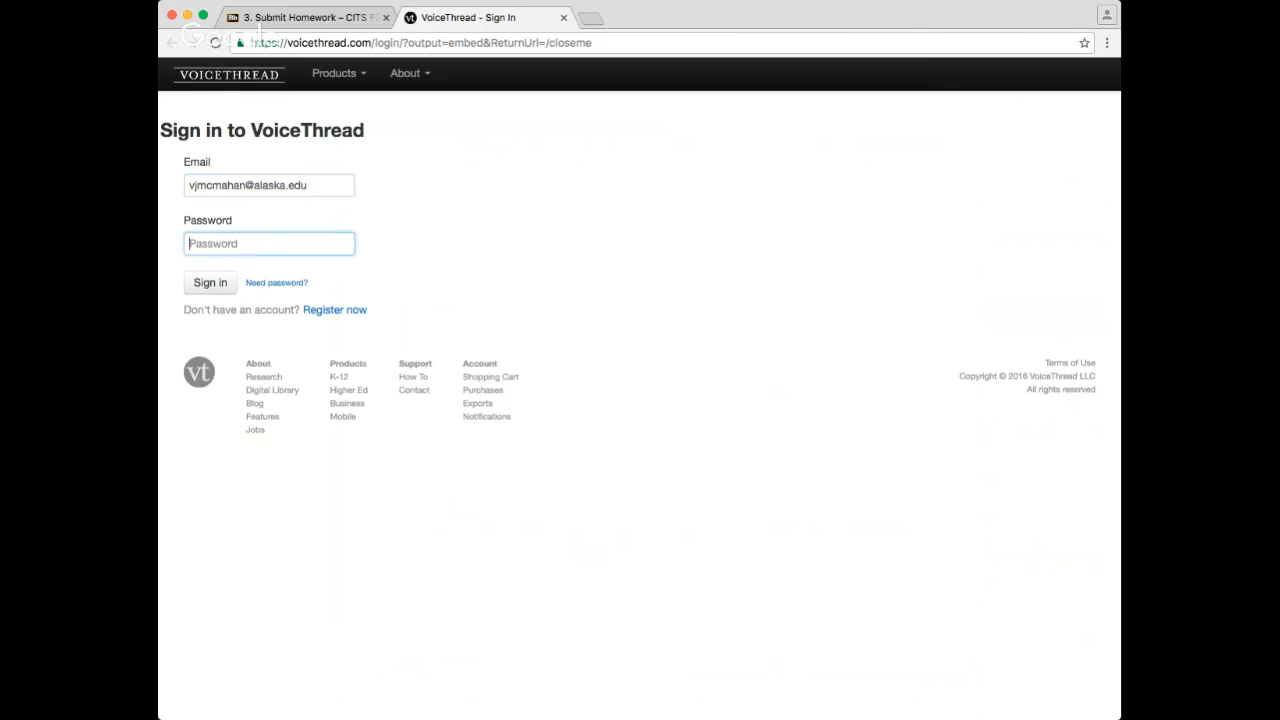 Bb 3. Submit Homework – CITS F
vt VoiceThread - Sign In
https://voicethread.com/login/?output=embed&ReturnUrl=/closeme
VOICETHREAD Products About
Sign in to VoiceThread
Email
vjmcmahan@alaska.edu
Password
Password
Sign in Need password?
Don't have an account? Register now
vt
About
Research
Digital Library
Blog
Features
Jobs
Products
K-12
Higher Ed
Business
Mobile
Support
How To
Contact
Account
Shopping Cart
Purchases
Exports
Notifications
Terms of Use
Copyright © 2016 VoiceThread LLC
All rights reserved